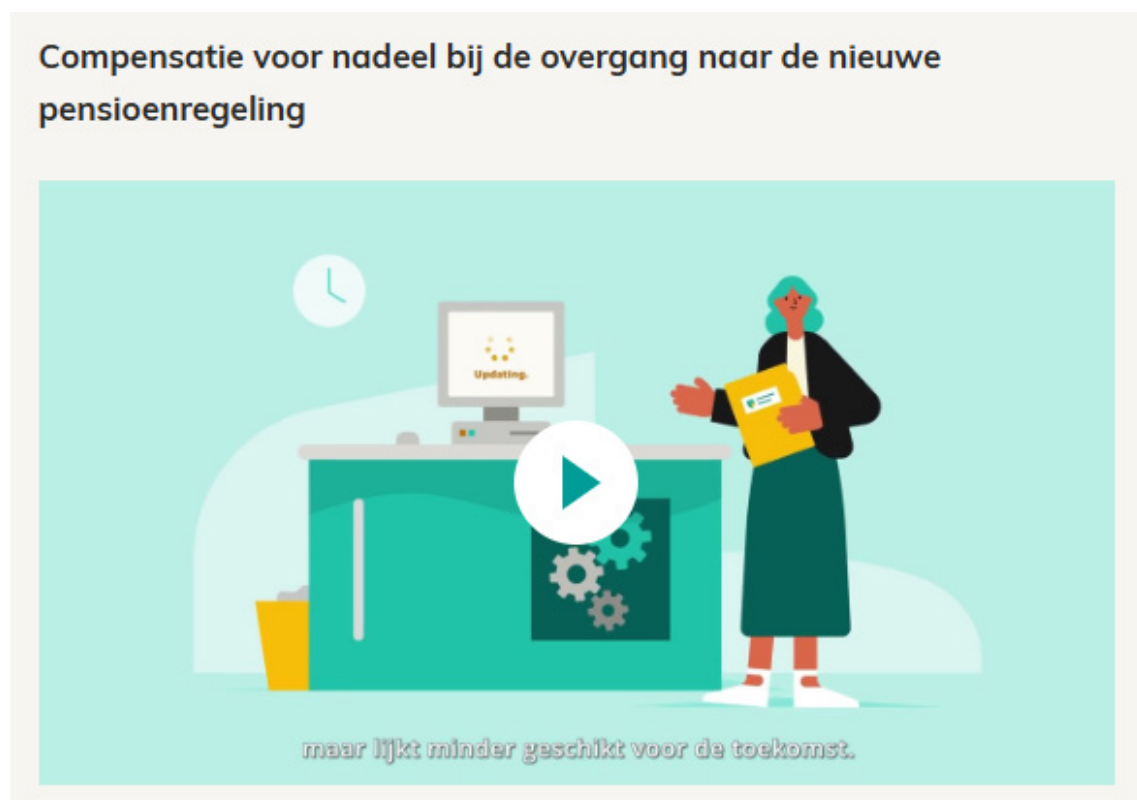 Compensatie voor nadeel bij de overgang naar de nieuwe
pensioenregeling
Updating.
maar lijkt minder geschikt voor de toekomst.